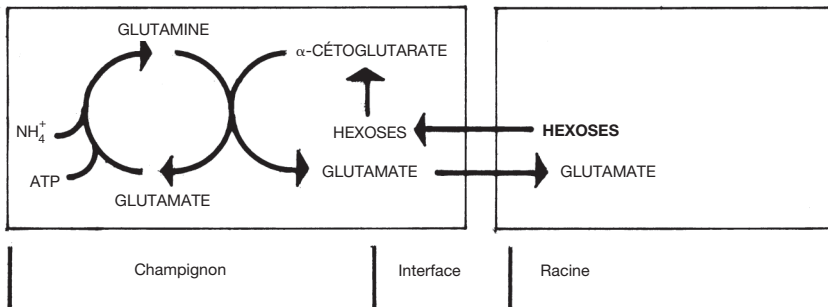 GLUTAMINE
α-CÉTOGLUTARATE
NH4+
HEXOSES
HEXOSES
ATP
GLUTAMATE
GLUTAMATE
GLUTAMATE
Champignon
Interface
Racine